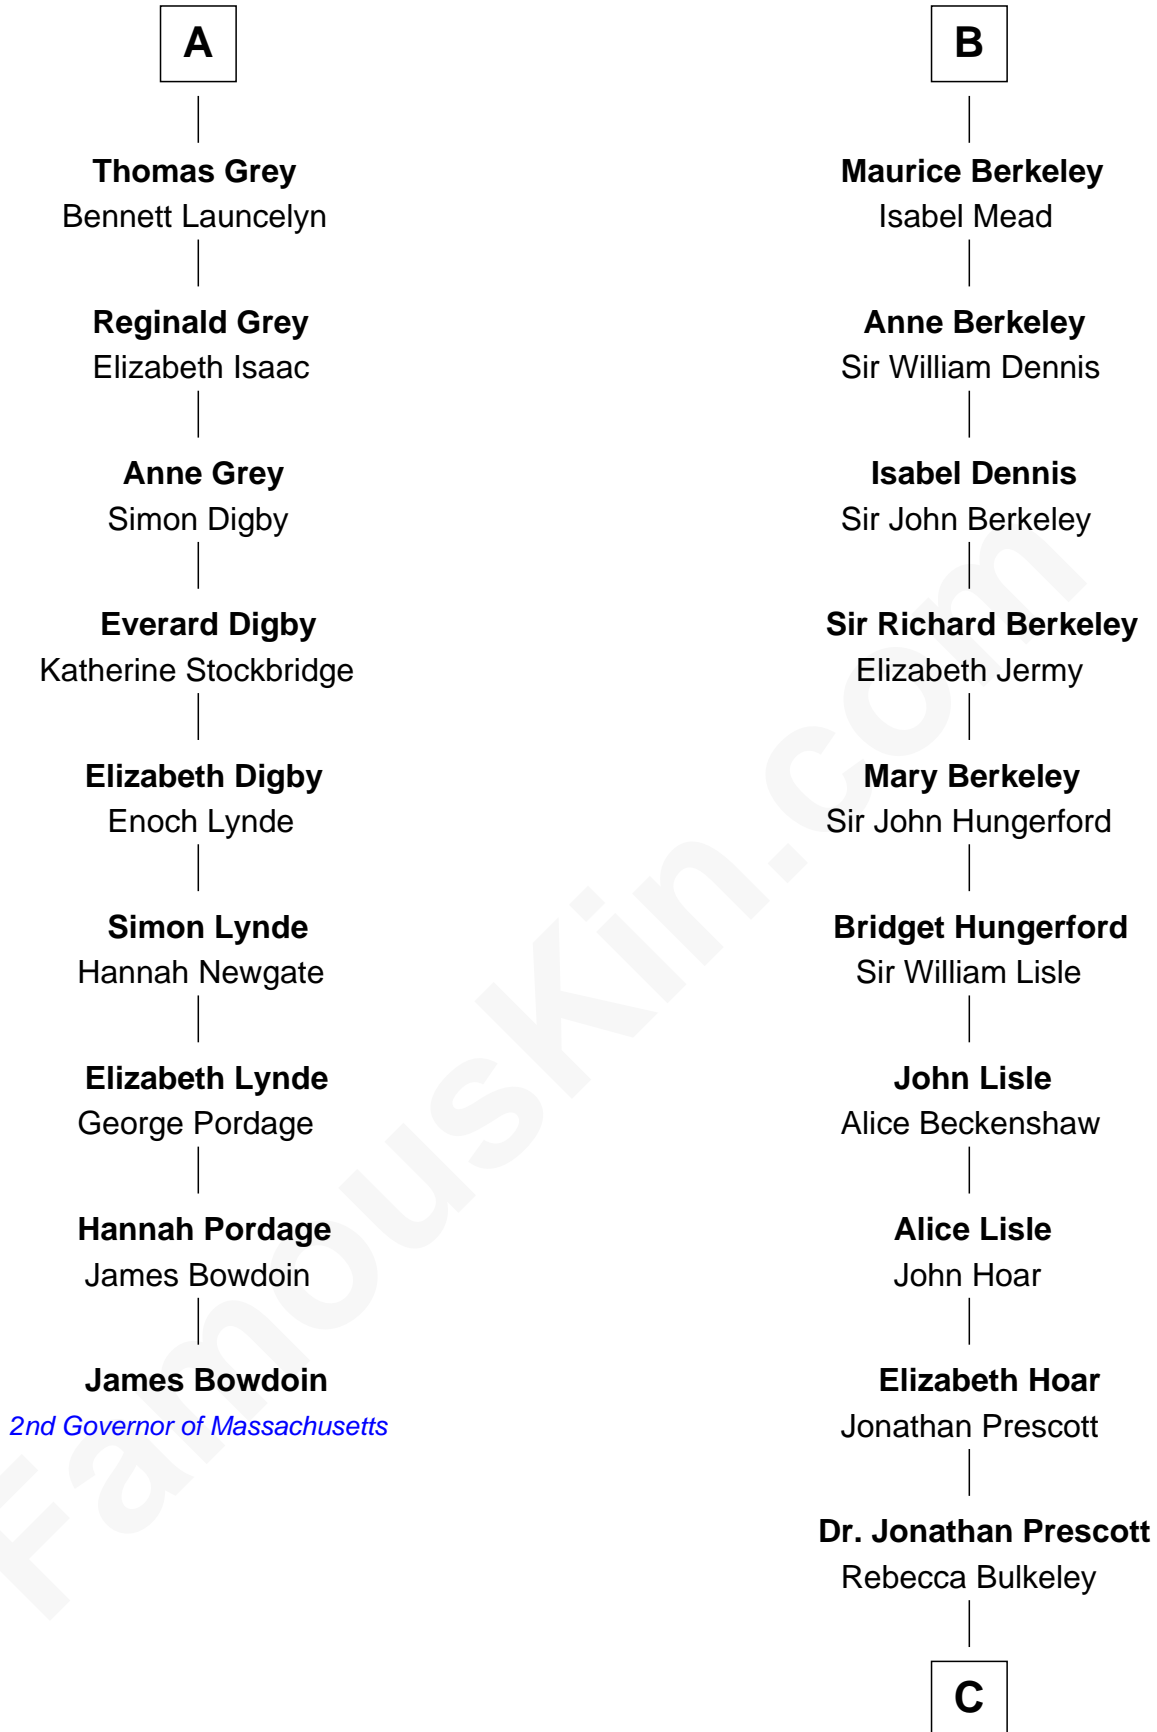 A
Thomas Grey
Bennett Launcelyn
Reginald Grey
Elizabeth Isaac
Anne Grey
Simon Digby
Everard Digby
Katherine Stockbridge
Elizabeth Digby
Enoch Lynde
Simon Lynde
Hannah Newgate
Elizabeth Lynde
George Pordage
Hannah Pordage
James Bowdoin
James Bowdoin
2nd Governor of Massachusetts
B
Maurice Berkeley
Isabel Mead
Anne Berkeley
Sir William Dennis
Isabel Dennis
Sir John Berkeley
Sir Richard Berkeley
Elizabeth Jermy
Mary Berkeley
Sir John Hungerford
Bridget Hungerford
Sir William Lisle
John Lisle
Alice Beckenshaw
Alice Lisle
John Hoar
Elizabeth Hoar
Jonathan Prescott
Dr. Jonathan Prescott
Rebecca Bulkeley
C
FamousKin.com